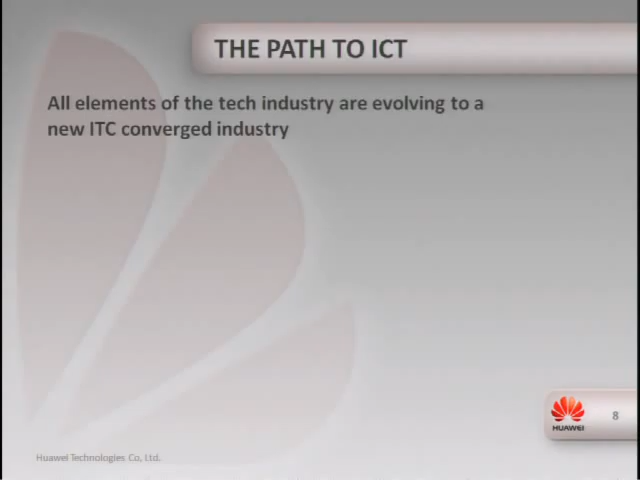 THE PATH TO ICT
All elements of the tech industry are evolving to a
new ITC converged industry
HUAWEI
8
Huawei Technologies Co, Ltd.